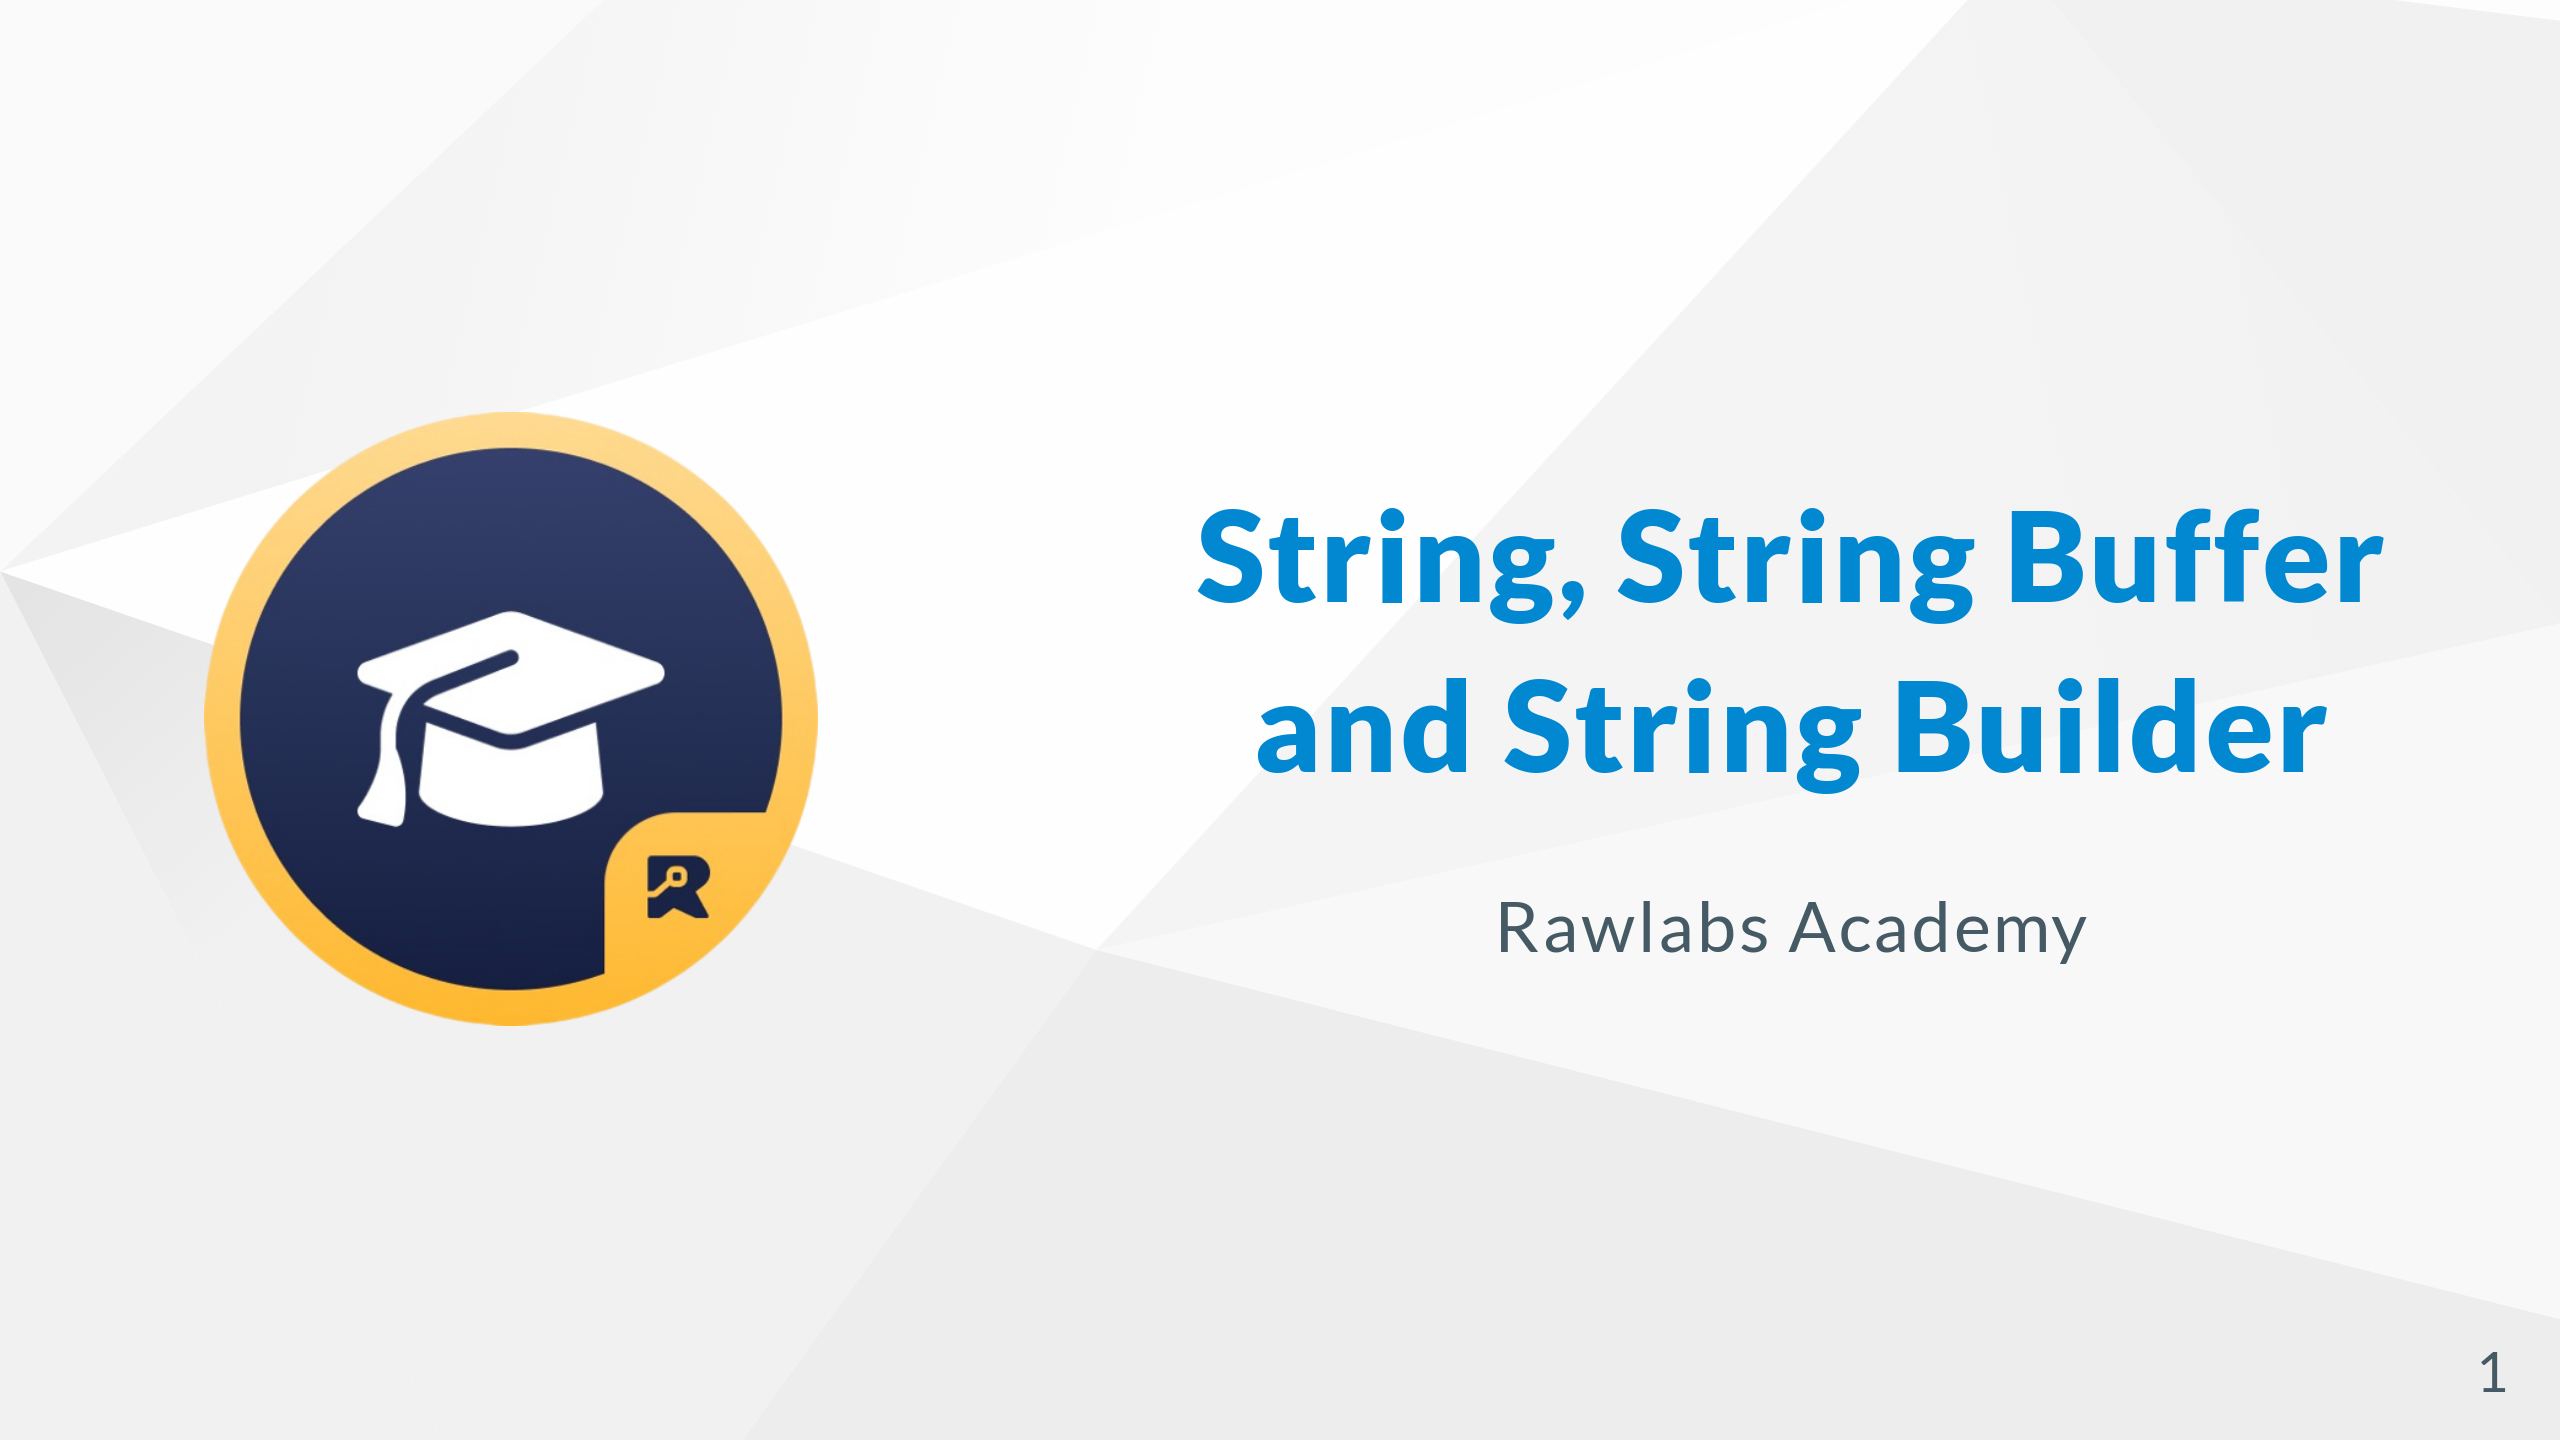 String, String Buffer
and String Builder
Rawlabs Academy
1